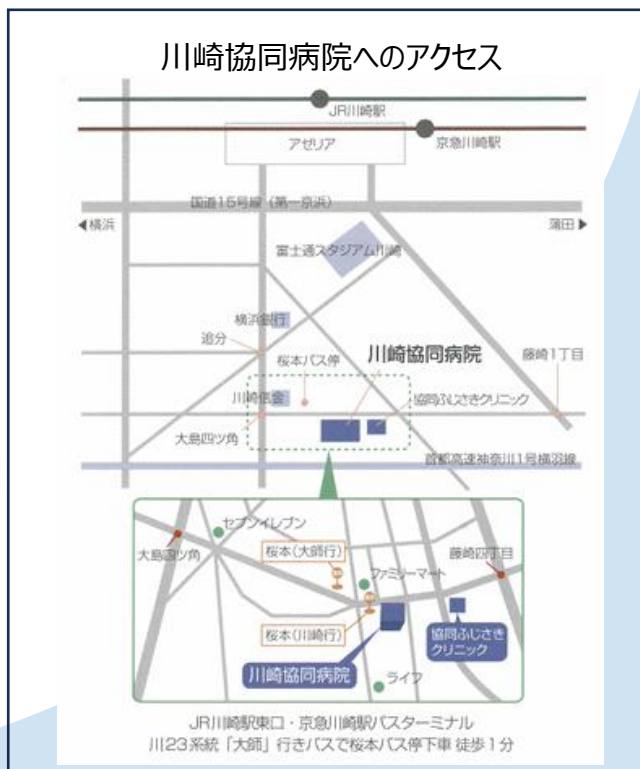 川崎協同病院へのアクセス
JR川崎駅
京急川崎駅
アゼリア
国道15号線(第一京浜)
◀横浜
蒲田▶
富士通スタジアム川崎
横浜銀行
追分
桜本バス停
川崎協同病院
藤崎1丁目
川崎信金
協同ふじさきクリニック
大島四ツ角
首都高速神奈川1号横羽線
セブンイレブン
大島四ツ角
桜本(大師行)
ファミリーマート
藤崎四丁目
桜本(川崎行)
協同ふじさき
クリニック
川崎協同病院
ライフ
JR川崎駅東口・京急川崎駅バスターミナル
川23系統「大師」行きバスで桜本バス停下車 徒歩1分